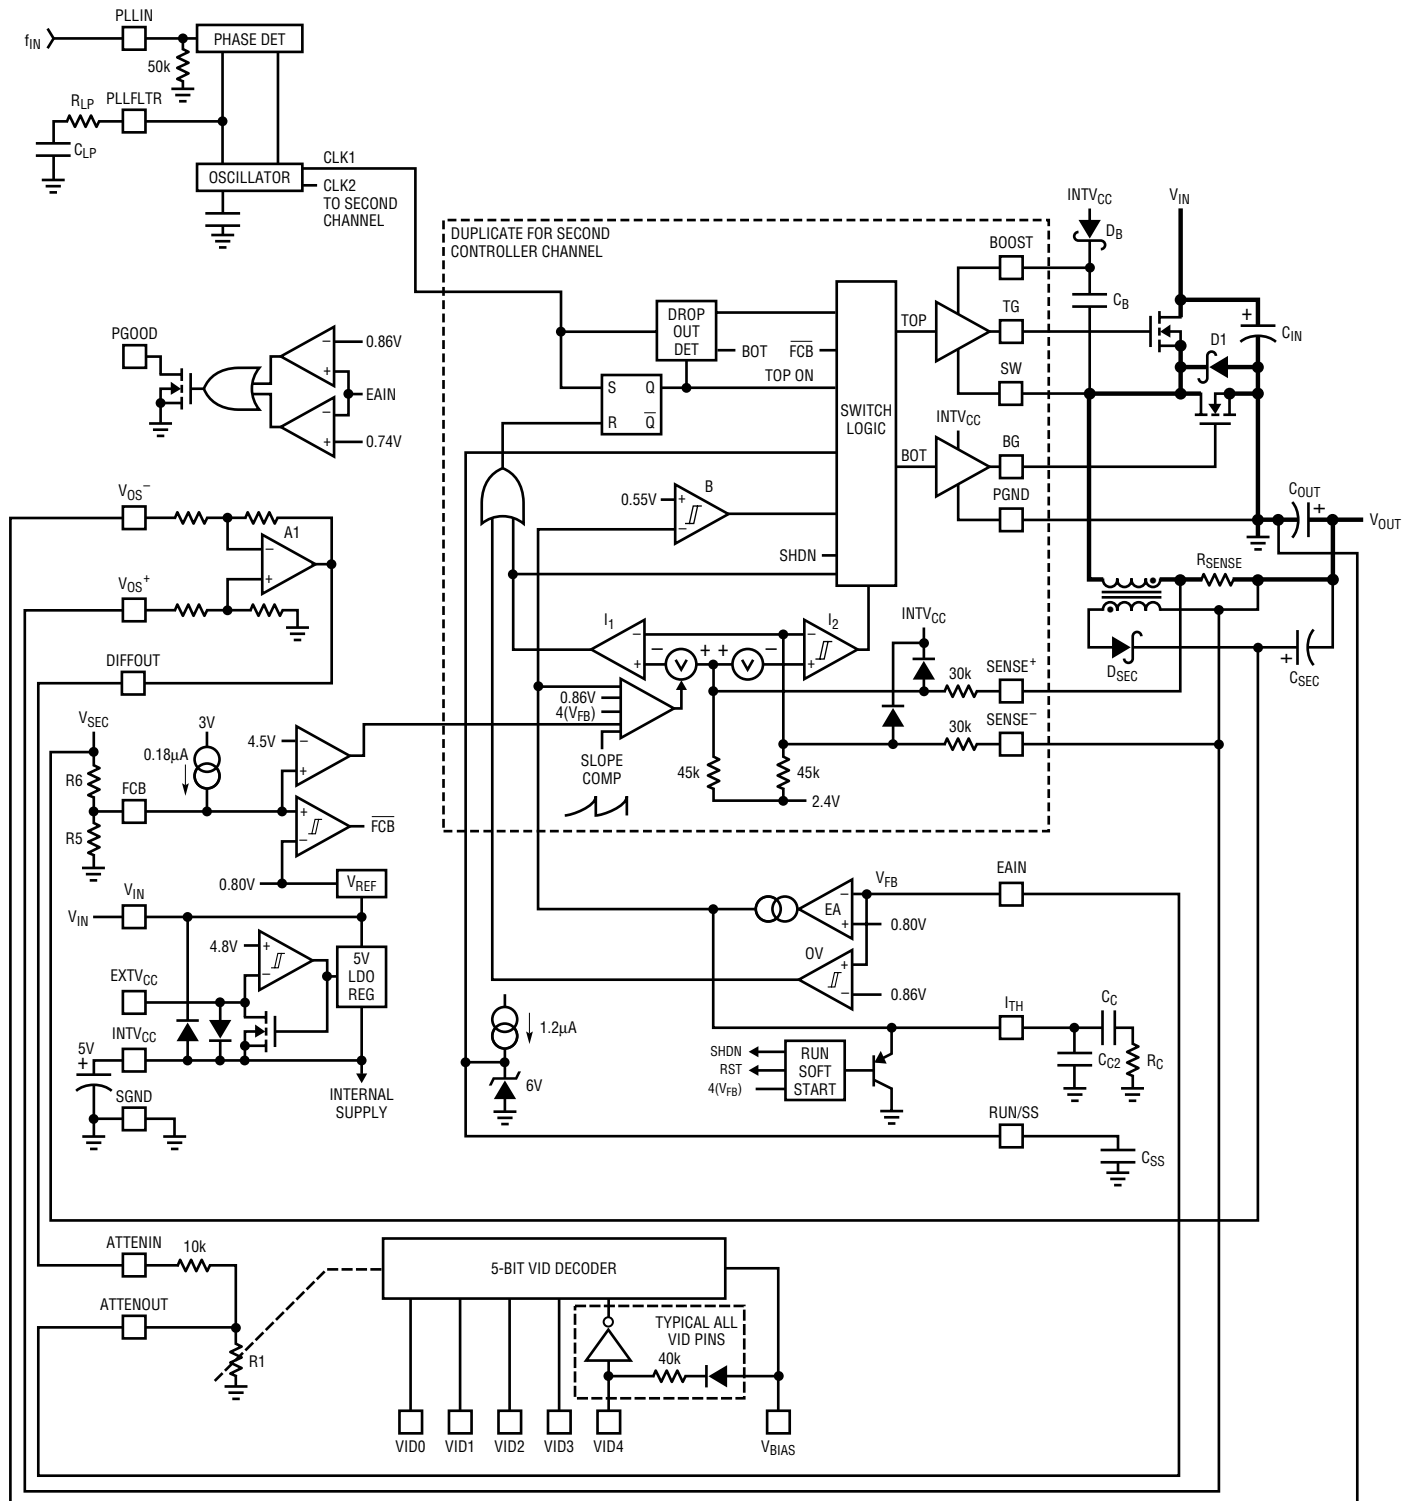 PLLIN
fIN
PHASE DET
50k
RLP
PLLFLTR
CLP
OSCILLATOR
CLK1
CLK2
TO SECOND
CHANNEL
DUPLICATE FOR SECOND
CONTROLLER CHANNEL
INTVCC
VIN
DB
BOOST
CB
TG
TOP
DROP
OUT
DET
BOT
FCB
TOP ON
SW
D1
+
CIN
S
Q
R
Q
SWITCH
LOGIC
INTVCC
BOT
BG
PGND
PGOOD
−
0.86V
+
EAIN
−
+
0.74V
0.55V
+
−
B
SHDN
COUT
+
VOUT
RSENSE
VOS−
A1
−
+
VOS+
DIFFOUT
I1
−
+
−
+
+
−
V
V
−
+
I2
INTVCC
30k
SENSE+
30k
SENSE−
DSEC
+
CSEC
0.86V
4(VFB)
SLOPE
COMP
45k
45k
2.4V
VSEC
3V
0.18µA
4.5V
−
+
R6
FCB
R5
+
−
FCB
0.80V
VREF
VIN
VIN
4.8V
+
−
5V
LDO
REG
EXTVCC
INTVCC
5V
+
SGND
INTERNAL
SUPPLY
1.2µA
6V
VFB
EAIN
−
EA
+
0.80V
OV
+
−
0.86V
ITH
CC
CC2
RC
SHDN
RST
4(VFB)
RUN
SOFT
START
RUN/SS
CSS
ATTENIN
10k
ATTENOUT
R1
5-BIT VID DECODER
TYPICAL ALL
VID PINS
40k
VID0
VID1
VID2
VID3
VID4
VBIAS